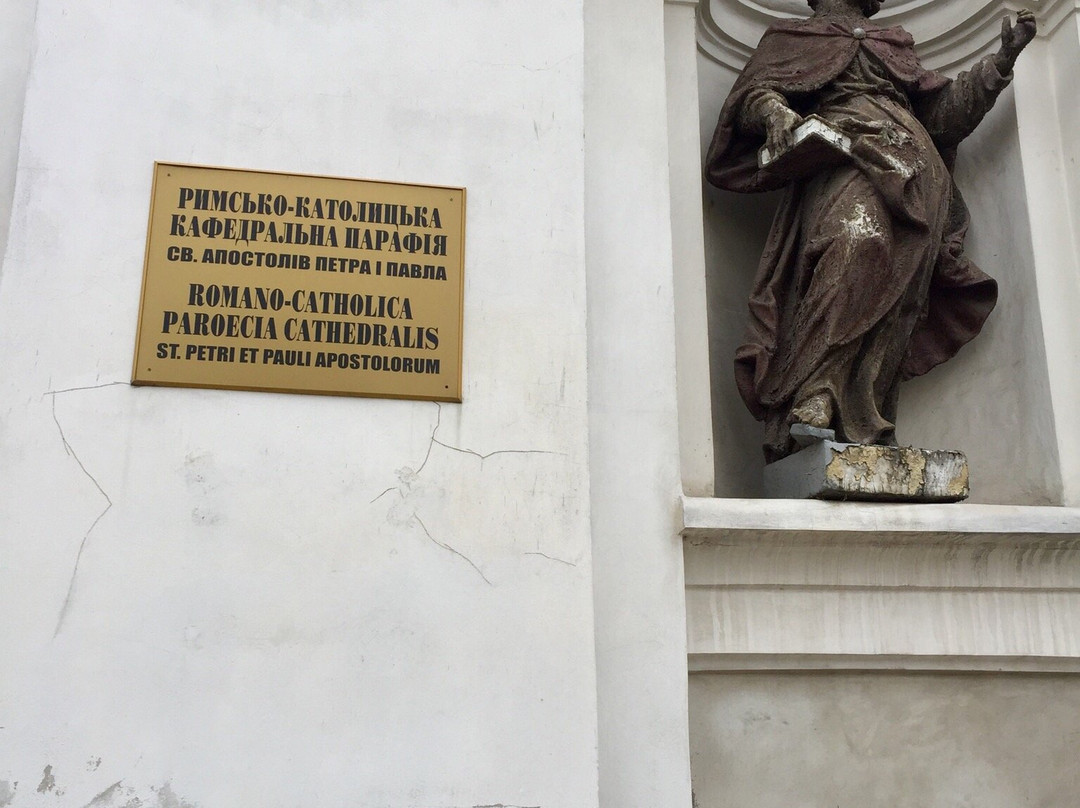 РИМСЬКО-КАТОЛИЦЬКА
КАФЕДРАЛЬНА ПАРАФІЯ
СВ. АПОСТОЛІВ ПЕТРА І ПАВЛА
ROMANO-CATHOLICA
PAROECIA CATHEDRALIS
ST. PETRI ET PAULI APOSTOLORUM